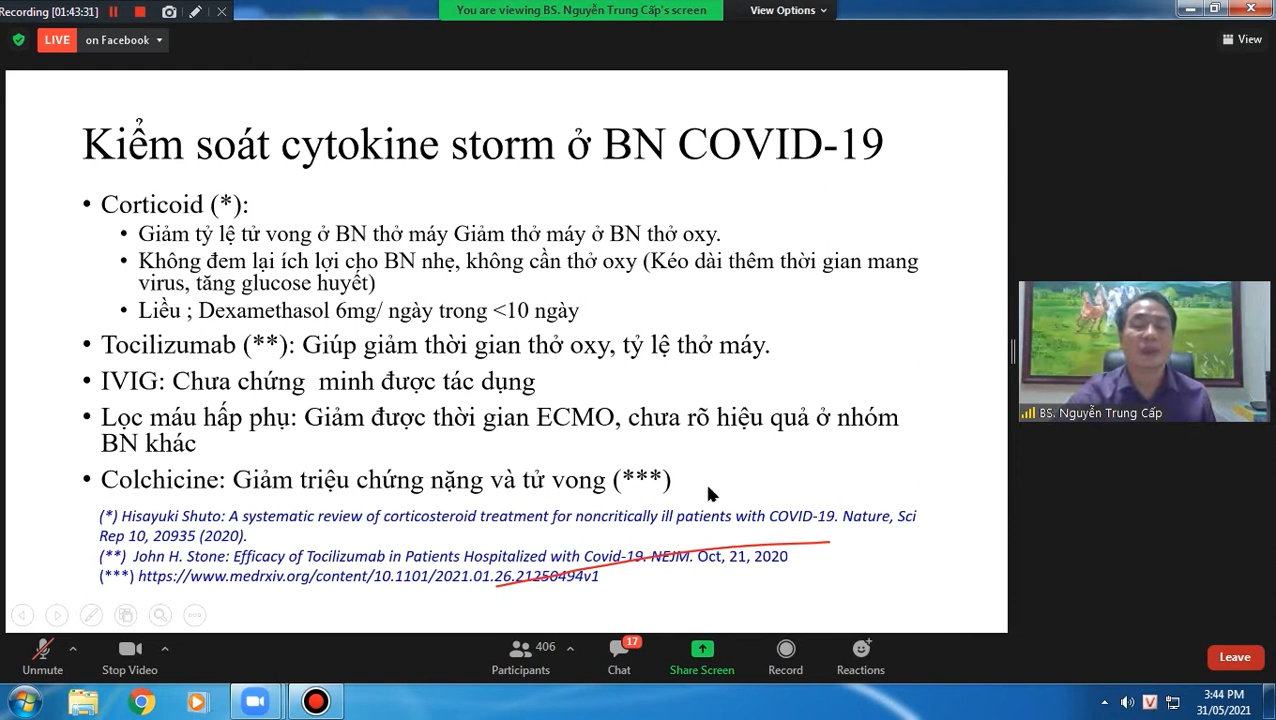 Recording [01:43:31]
You are viewing BS. Nguyễn Trung Cấp's screen
View Options
LIVE on Facebook
View
Kiểm soát cytokine storm ở BN COVID-19
• Corticoid (*):
• Giảm tỷ lệ tử vong ở BN thở máy Giảm thở máy ở BN thở oxy.
• Không đem lại ích lợi cho BN nhẹ, không cần thở oxy (Kéo dài thêm thời gian mang
virus, tăng glucose huyết)
• Liều ; Dexamethasol 6mg/ ngày trong <10 ngày
• Tocilizumab (**): Giúp giảm thời gian thở oxy, tỷ lệ thở máy.
• IVIG: Chưa chứng  minh được tác dụng
• Lọc máu hấp phụ: Giảm được thời gian ECMO, chưa rõ hiệu quả ở nhóm
BN khác
• Colchicine: Giảm triệu chứng nặng và tử vong (***)
(*) Hisayuki Shuto: A systematic review of corticosteroid treatment for noncritically ill patients with COVID-19. Nature, Sci
Rep 10, 20935 (2020).
(**)  John H. Stone: Efficacy of Tocilizumab in Patients Hospitalized with Covid-19. NEJM. Oct, 21, 2020
(***) https://www.medrxiv.org/content/10.1101/2021.01.26.21250494v1
BS. Nguyễn Trung Cấp
406
17
Unmute
Stop Video
Participants
Chat
Share Screen
Record
Reactions
Leave
V
3:44 PM
31/05/2021